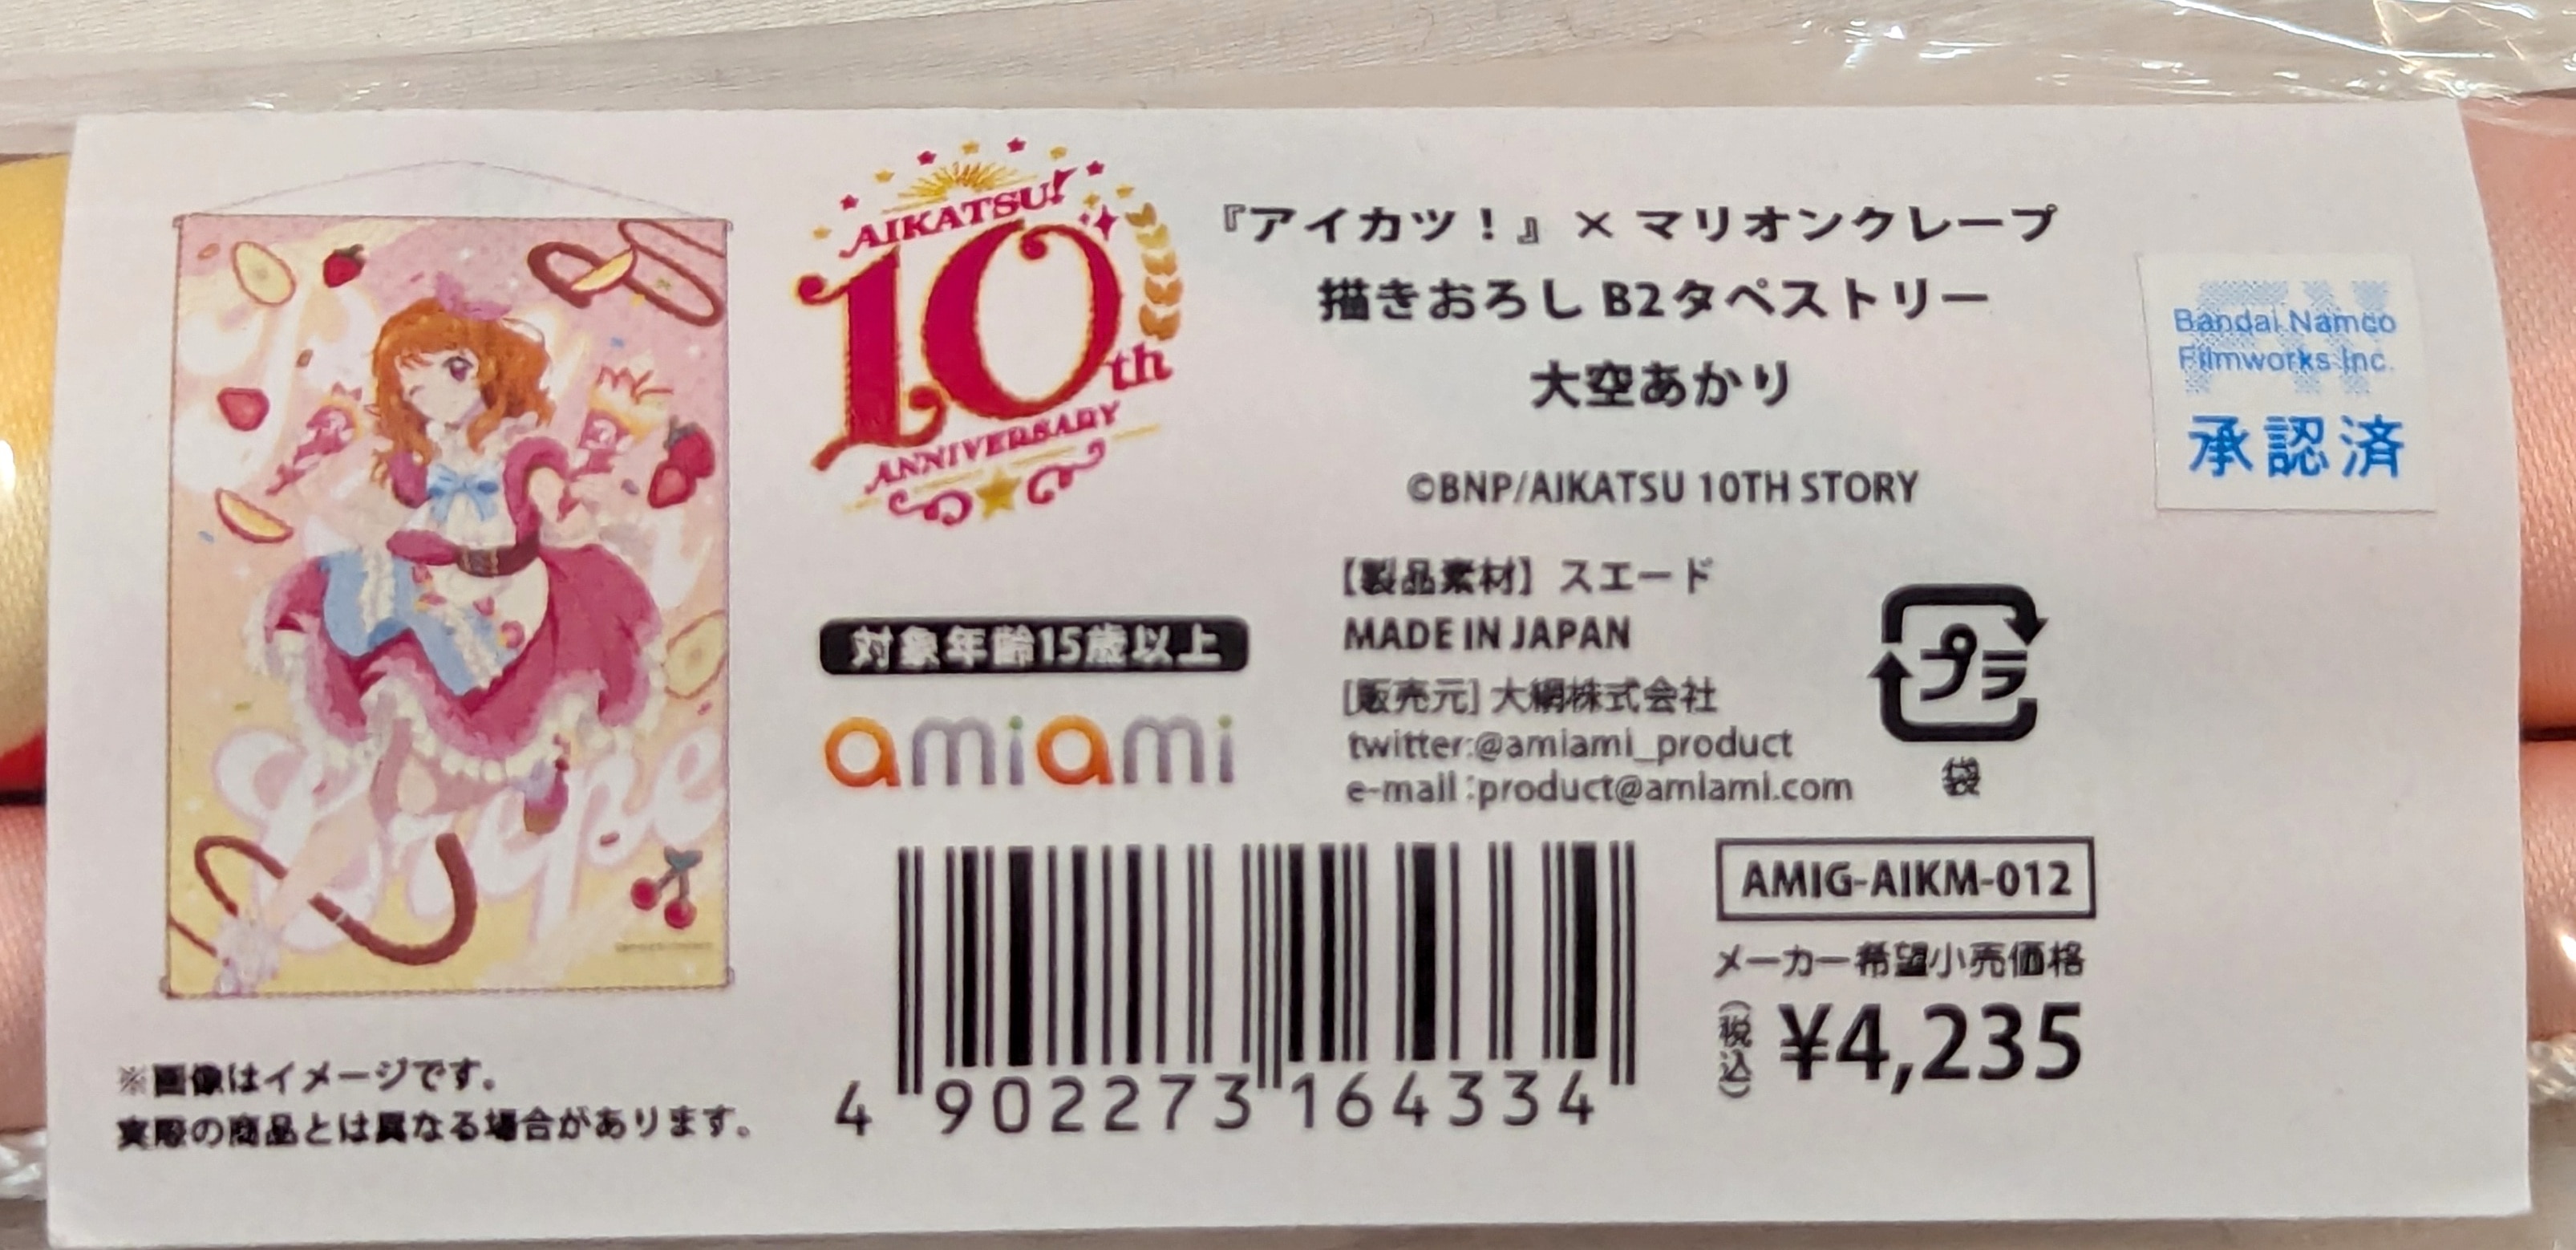 AIKATSU!
10th
ANNIVERSARY
『アイカツ！』× マリオンクレープ
描きおろし B2タペストリー
大空あかり
©BNP/AIKATSU 10TH STORY
Bandai Namco
Filmworks Inc.
承認済
対象年齢15歳以上
amiami
【製品素材】スエード
MADE IN JAPAN
[販売元] 大網株式会社
twitter:@amiami_product
e-mail:product@amiami.com
プラ
袋
Crepe
※画像はイメージです。
実際の商品とは異なる場合があります。
4 902273 164334
AMIG-AIKM-012
メーカー希望小売価格
(税込) ¥4,235